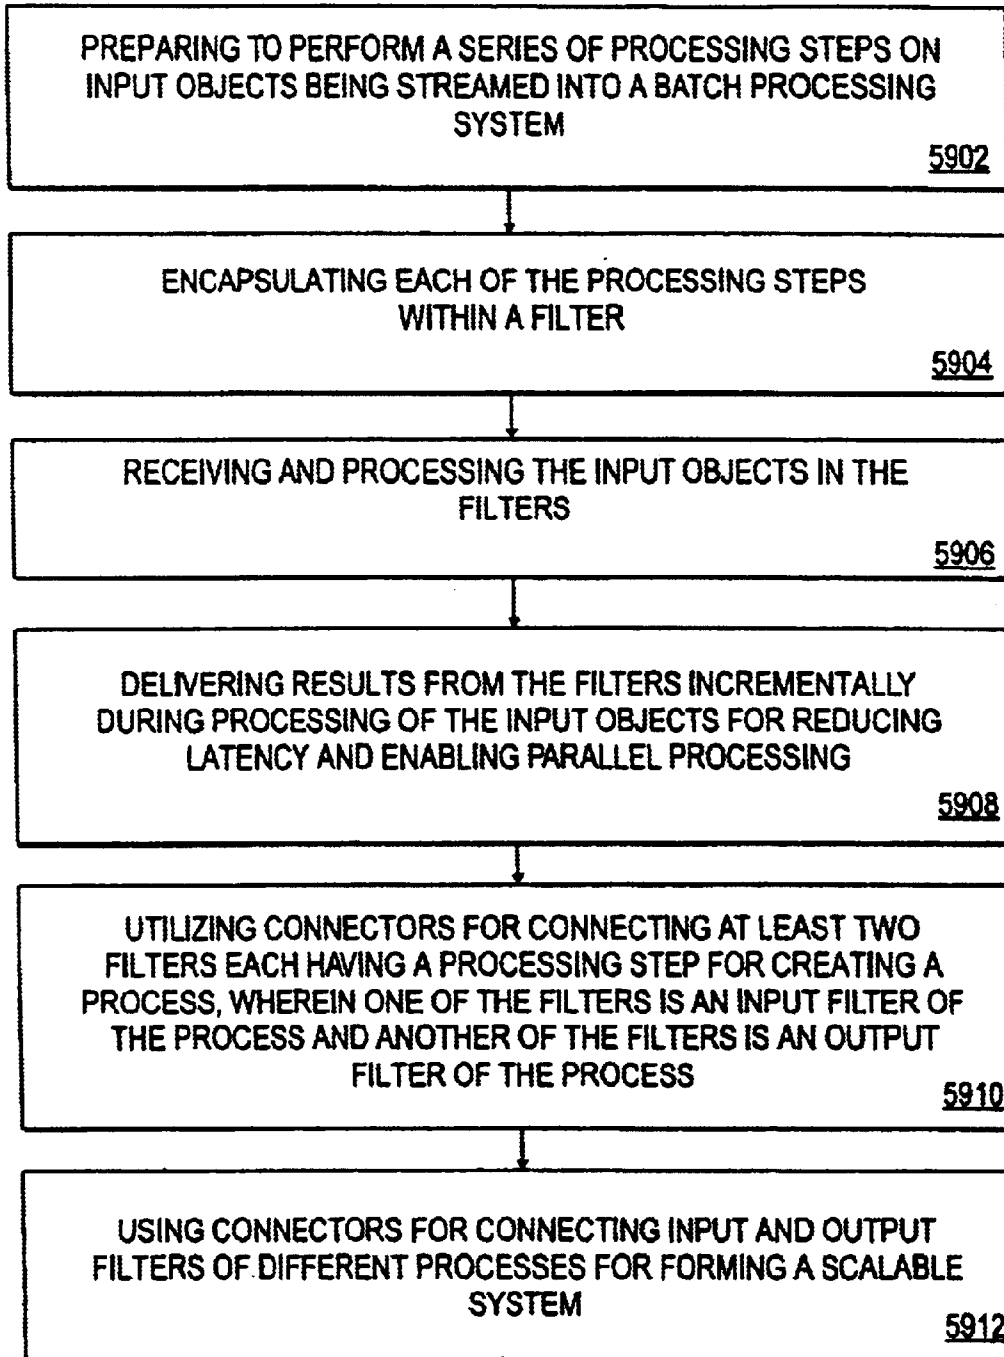 PREPARING TO PERFORM A SERIES OF PROCESSING STEPS ON
INPUT OBJECTS BEING STREAMED INTO A BATCH PROCESSING
SYSTEM
5902
ENCAPSULATING EACH OF THE PROCESSING STEPS
WITHIN A FILTER
5904
RECEIVING AND PROCESSING THE INPUT OBJECTS IN THE
FILTERS
5906
DELIVERING RESULTS FROM THE FILTERS INCREMENTALLY
DURING PROCESSING OF THE INPUT OBJECTS FOR REDUCING
LATENCY AND ENABLING PARALLEL PROCESSING
5908
UTILIZING CONNECTORS FOR CONNECTING AT LEAST TWO
FILTERS EACH HAVING A PROCESSING STEP FOR CREATING A
PROCESS, WHEREIN ONE OF THE FILTERS IS AN INPUT FILTER OF
THE PROCESS AND ANOTHER OF THE FILTERS IS AN OUTPUT
FILTER OF THE PROCESS
5910
USING CONNECTORS FOR CONNECTING INPUT AND OUTPUT
FILTERS OF DIFFERENT PROCESSES FOR FORMING A SCALABLE
SYSTEM
5912